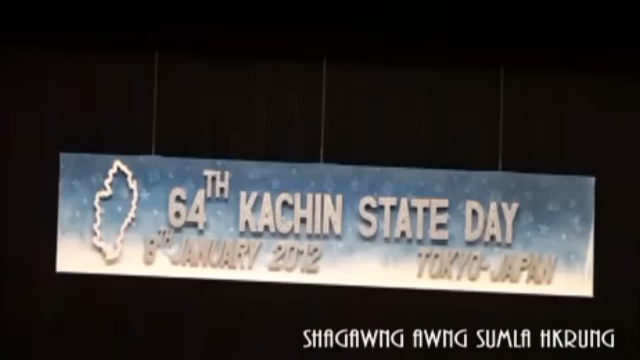 64TH KACHIN STATE DAY
8TH JANUARY 2012 TOKYO-JAPAN
SHAGAWNG AWNG SUMLA HKRUNG